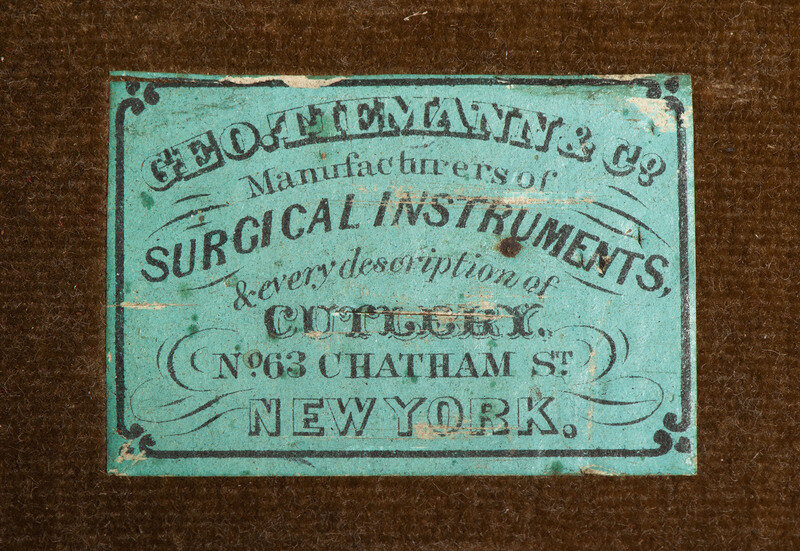 GEO. TIEMANN & Co.
Manufacturers of
SURGICAL INSTRUMENTS,
& every description of
CUTLERY.
No. 63 CHATHAM ST.
NEW YORK.